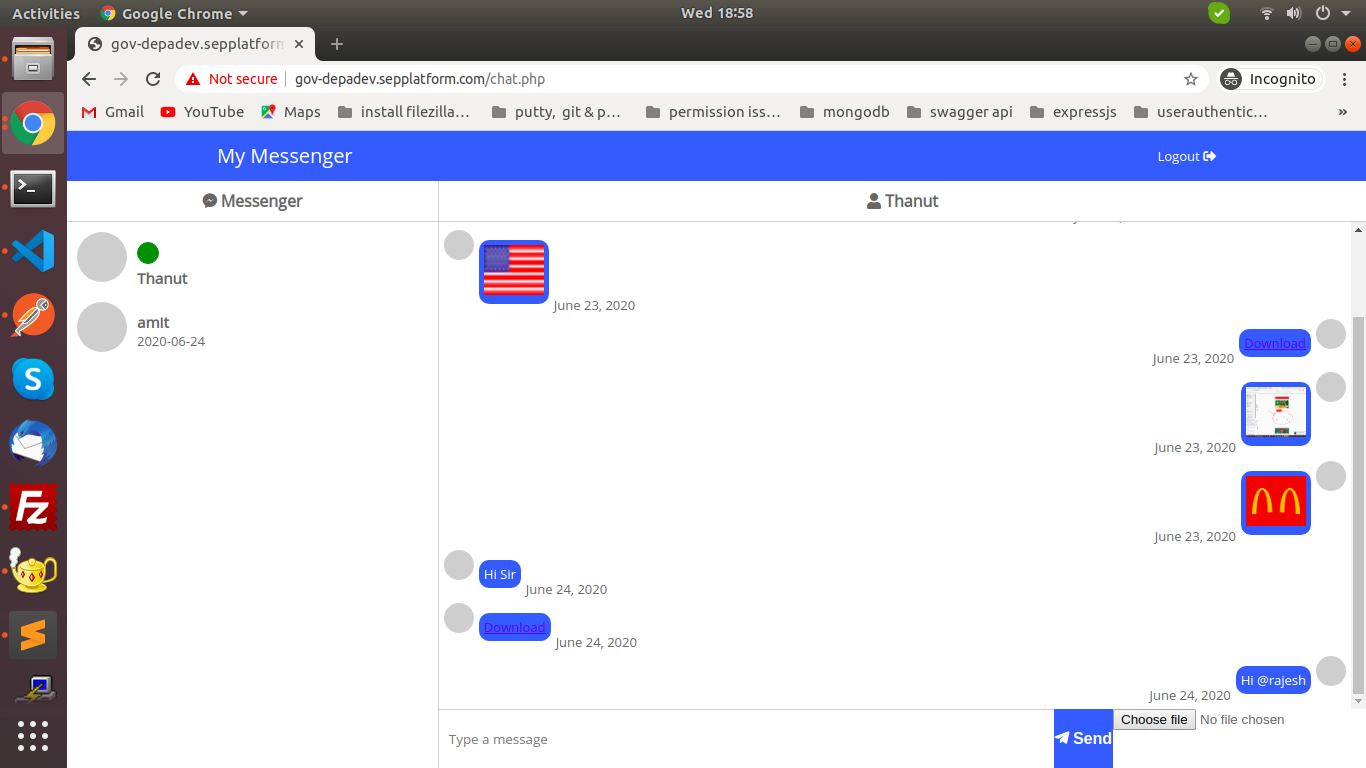 Activities Google Chrome Wed 18:58
gov-depadev.sepplatform
Not secure gov-depadev.sepplatform.com/chat.php Incognito
Gmail YouTube Maps install filezilla… putty, git & p… permission iss… mongodb swagger api expressjs userauthentic… »
My Messenger Logout
Messenger Thanut
Thanut
amit
2020-06-24
June 23, 2020
Download
June 23, 2020
June 23, 2020
June 23, 2020
Hi Sir
June 24, 2020
Download
June 24, 2020
Hi @rajesh
June 24, 2020
Type a message Send Choose file No file chosen